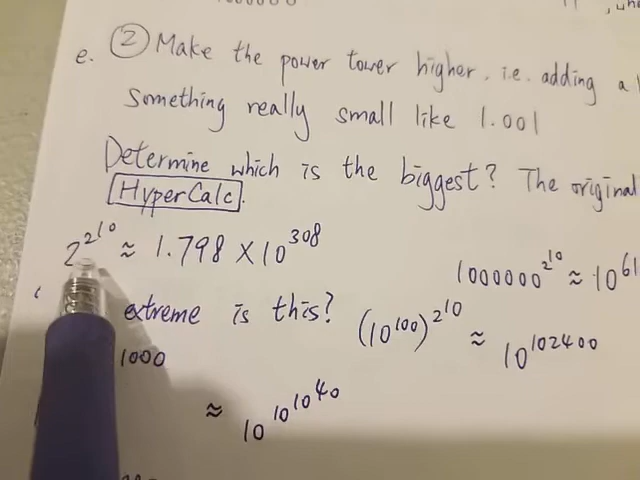 e. ② Make the power tower higher. i.e. adding a
Something really small like 1.001
Determine which is the biggest? The original
HyperCalc.
2^2^10 ≈ 1.798 × 10^308
1000000^2^10 ≈ 10^61
extreme is this? (10^100)^2^10 ≈ 10^102400
1000
≈ 10^10^10^40